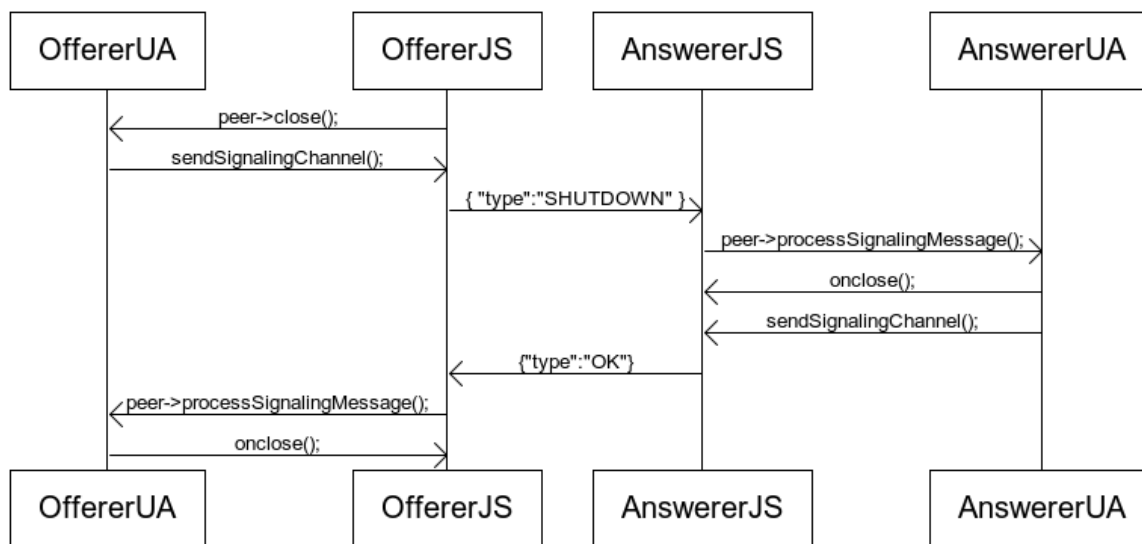 OffererUA OffererJS AnswererJS AnswererUA
peer->close();
sendSignalingChannel();
{ "type":"SHUTDOWN" }
peer->processSignalingMessage();
onclose();
sendSignalingChannel();
{"type":"OK"}
peer->processSignalingMessage();
onclose();
OffererUA OffererJS AnswererJS AnswererUA